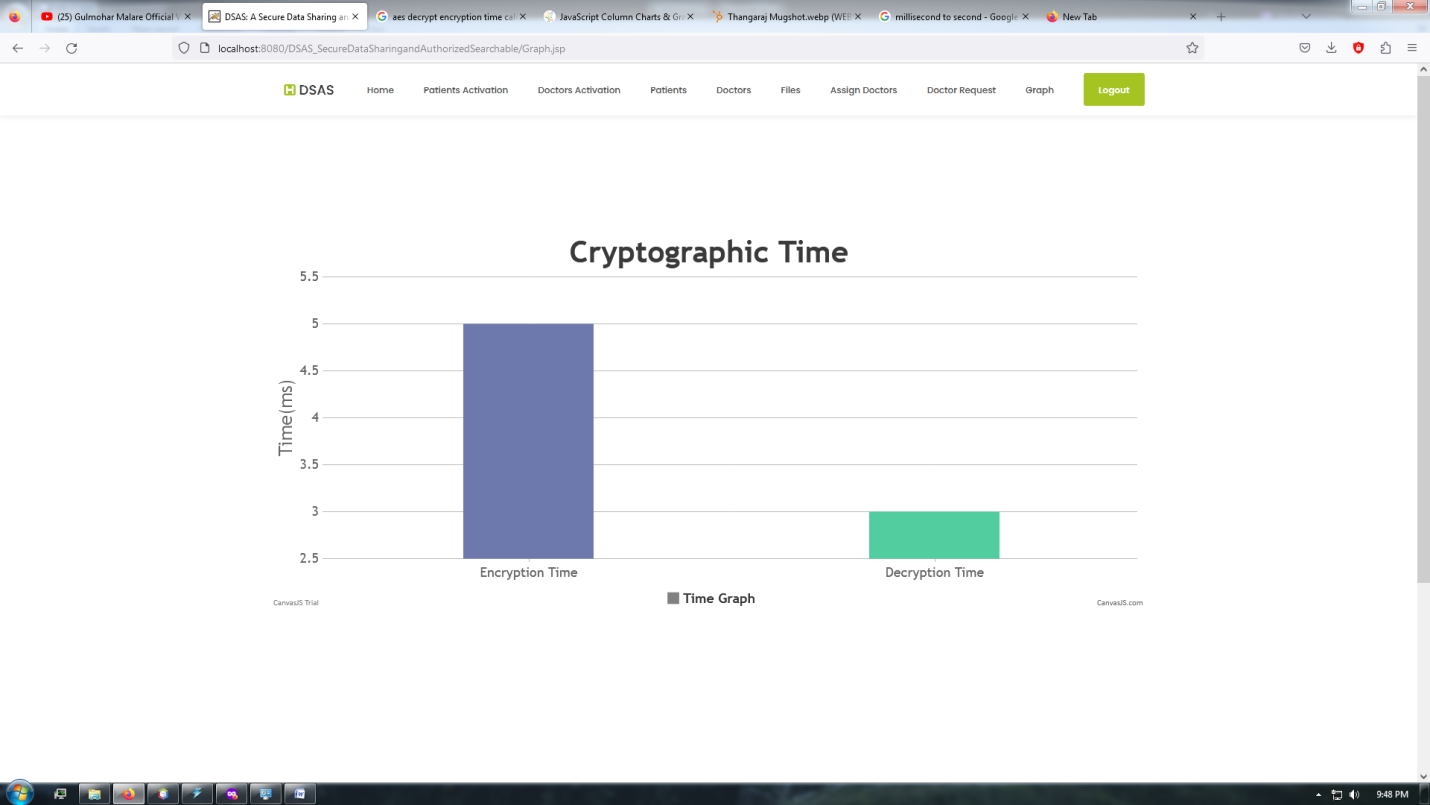 (25) Gulmohar Malare Official V
DSAS: A Secure Data Sharing an
aes decrypt encryption time cal
JavaScript Column Charts & Gra
Thangaraj Mugshot.webp (WEB
millisecond to second - Google
New Tab
localhost:8080/DSAS_SecureDataSharingandAuthorizedSearchable/Graph.jsp
H DSAS
Home
Patients Activation
Doctors Activation
Patients
Doctors
Files
Assign Doctors
Doctor Request
Graph
Logout
Cryptographic Time
5.5
5
4.5
4
3.5
3
2.5
Time(ms)
Encryption Time
Decryption Time
Time Graph
CanvasJS Trial
CanvasJS.com
9:48 PM